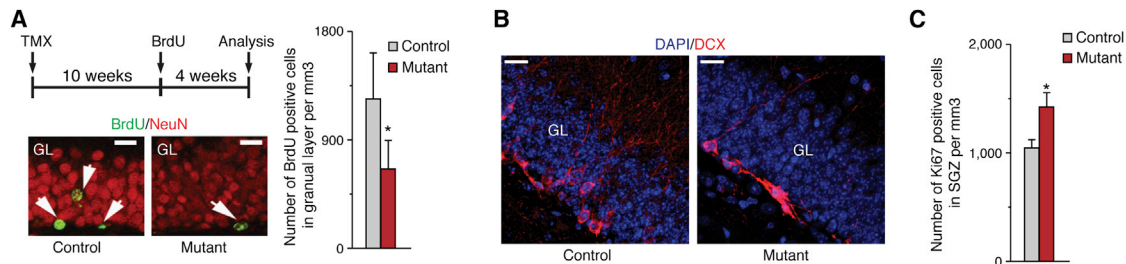 A
TMX
BrdU
Analysis
10 weeks
4 weeks
BrdU/NeuN
GL
GL
Control
Mutant
Number of BrdU positive cells
in granual layer per mm3
1800
900
0
Control
Mutant
*
B
DAPI/DCX
GL
GL
Control
Mutant
C
Number of Ki67 positive cells
in SGZ per mm3
2,000
1,000
0
Control
Mutant
*